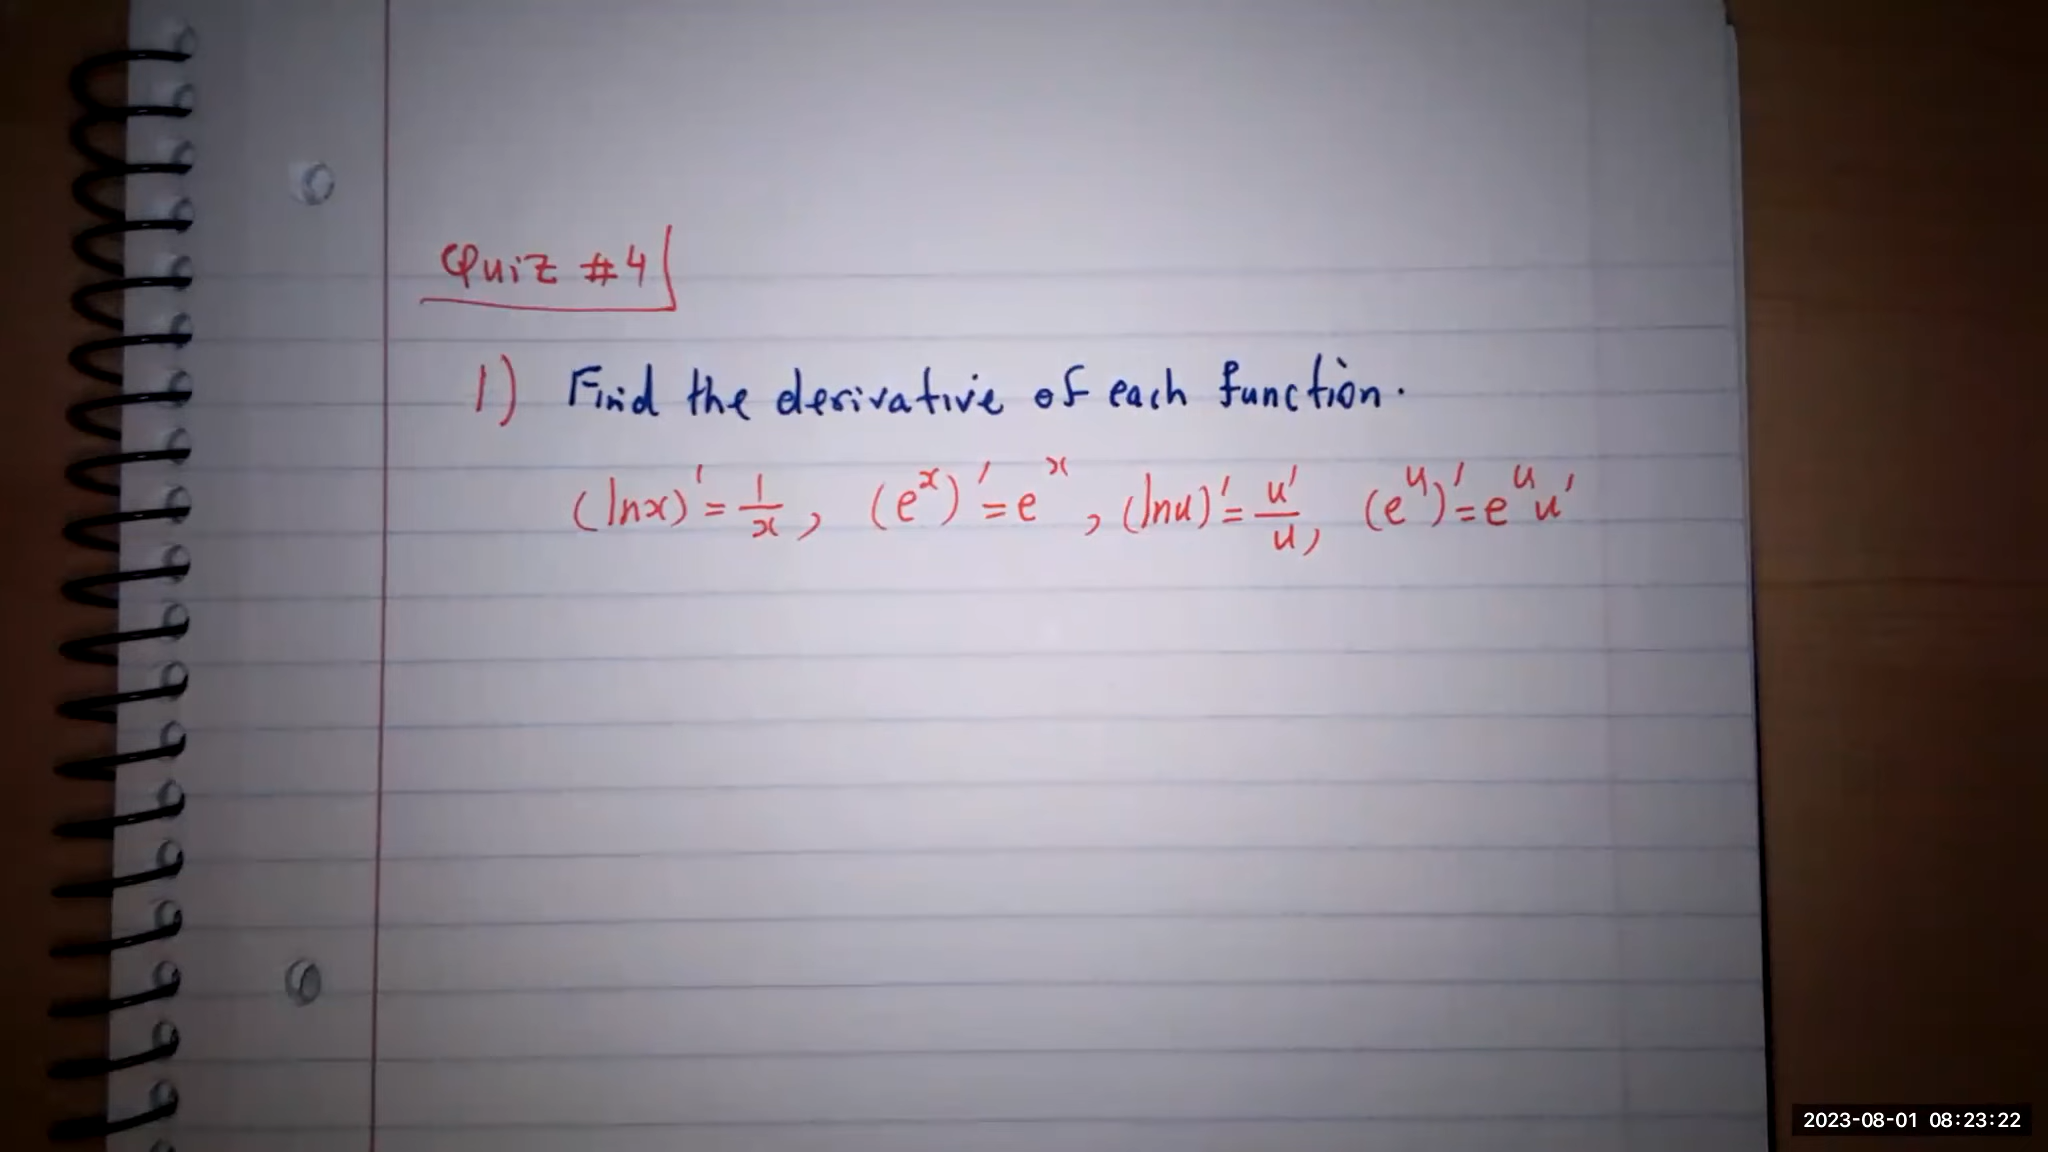 Quiz #4
1) Find the derivative of each function.
(lnx)' = 1/x, (e^x)' = e^x, (lnu)' = u'/u, (e^u)' = e^u u'
2023-08-01 08:23:22